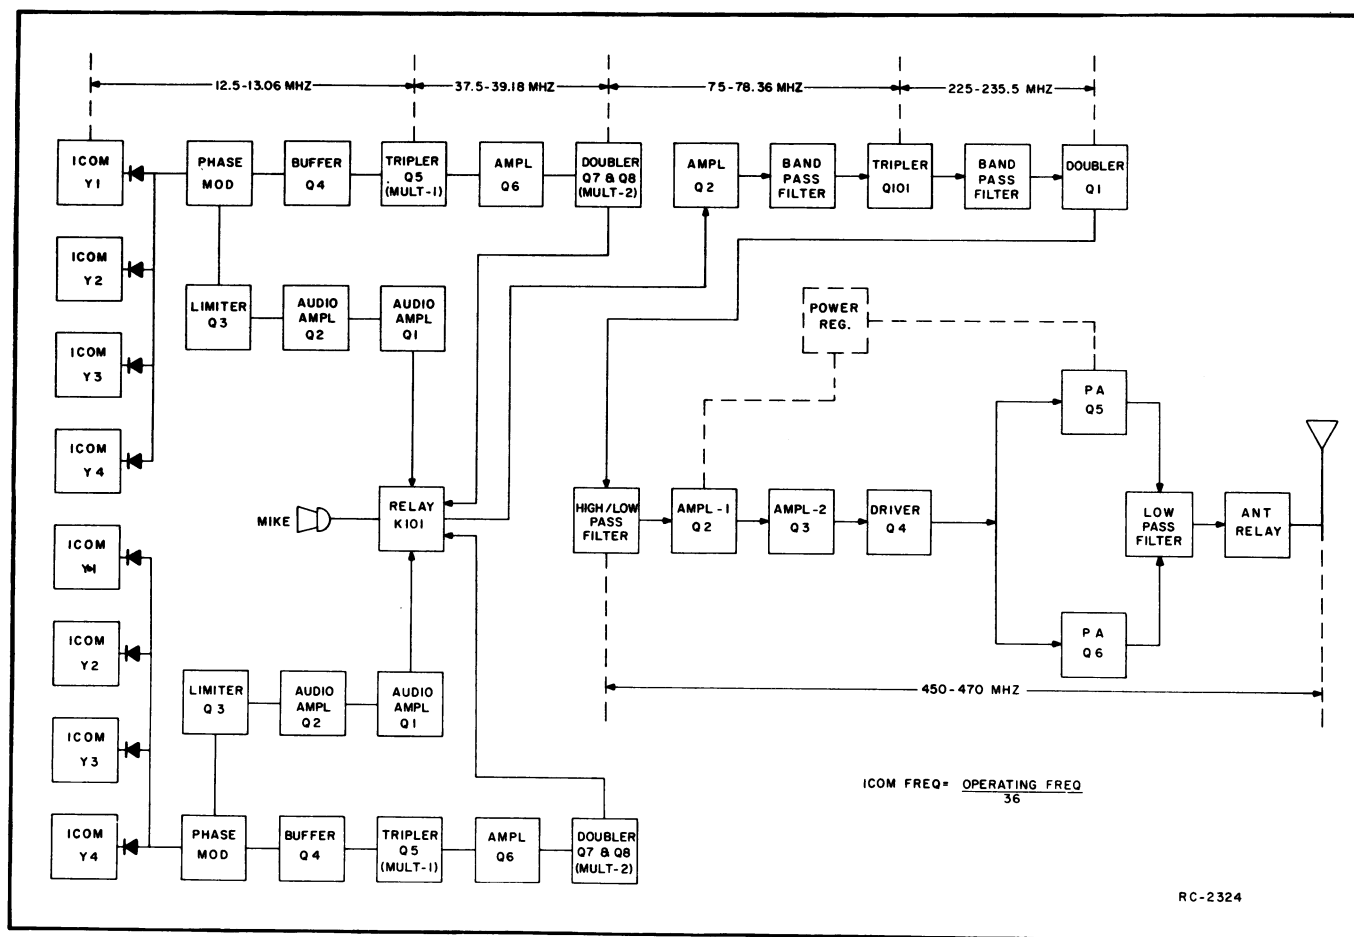 12.5-13.06 MHZ
37.5-39.18 MHZ
75-78.36 MHZ
225-235.5 MHZ
ICOM
Y1
PHASE
MOD
BUFFER
Q4
TRIPLER
Q5
(MULT-1)
AMPL
Q6
DOUBLER
Q7 & Q8
(MULT-2)
AMPL
Q2
BAND
PASS
FILTER
TRIPLER
Q101
BAND
PASS
FILTER
DOUBLER
Q1
ICOM
Y2
LIMITER
Q3
AUDIO
AMPL
Q2
AUDIO
AMPL
Q1
POWER
REG.
ICOM
Y3
PA
Q5
ICOM
Y4
MIKE
RELAY
K101
HIGH/LOW
PASS
FILTER
AMPL-1
Q2
AMPL-2
Q3
DRIVER
Q4
LOW
PASS
FILTER
ANT
RELAY
ICOM
Y1
ICOM
Y2
PA
Q6
LIMITER
Q3
AUDIO
AMPL
Q2
AUDIO
AMPL
Q1
450-470 MHZ
ICOM
Y3
ICOM FREQ= OPERATING FREQ
36
ICOM
Y4
PHASE
MOD
BUFFER
Q4
TRIPLER
Q5
(MULT-1)
AMPL
Q6
DOUBLER
Q7 & Q8
(MULT-2)
RC-2324